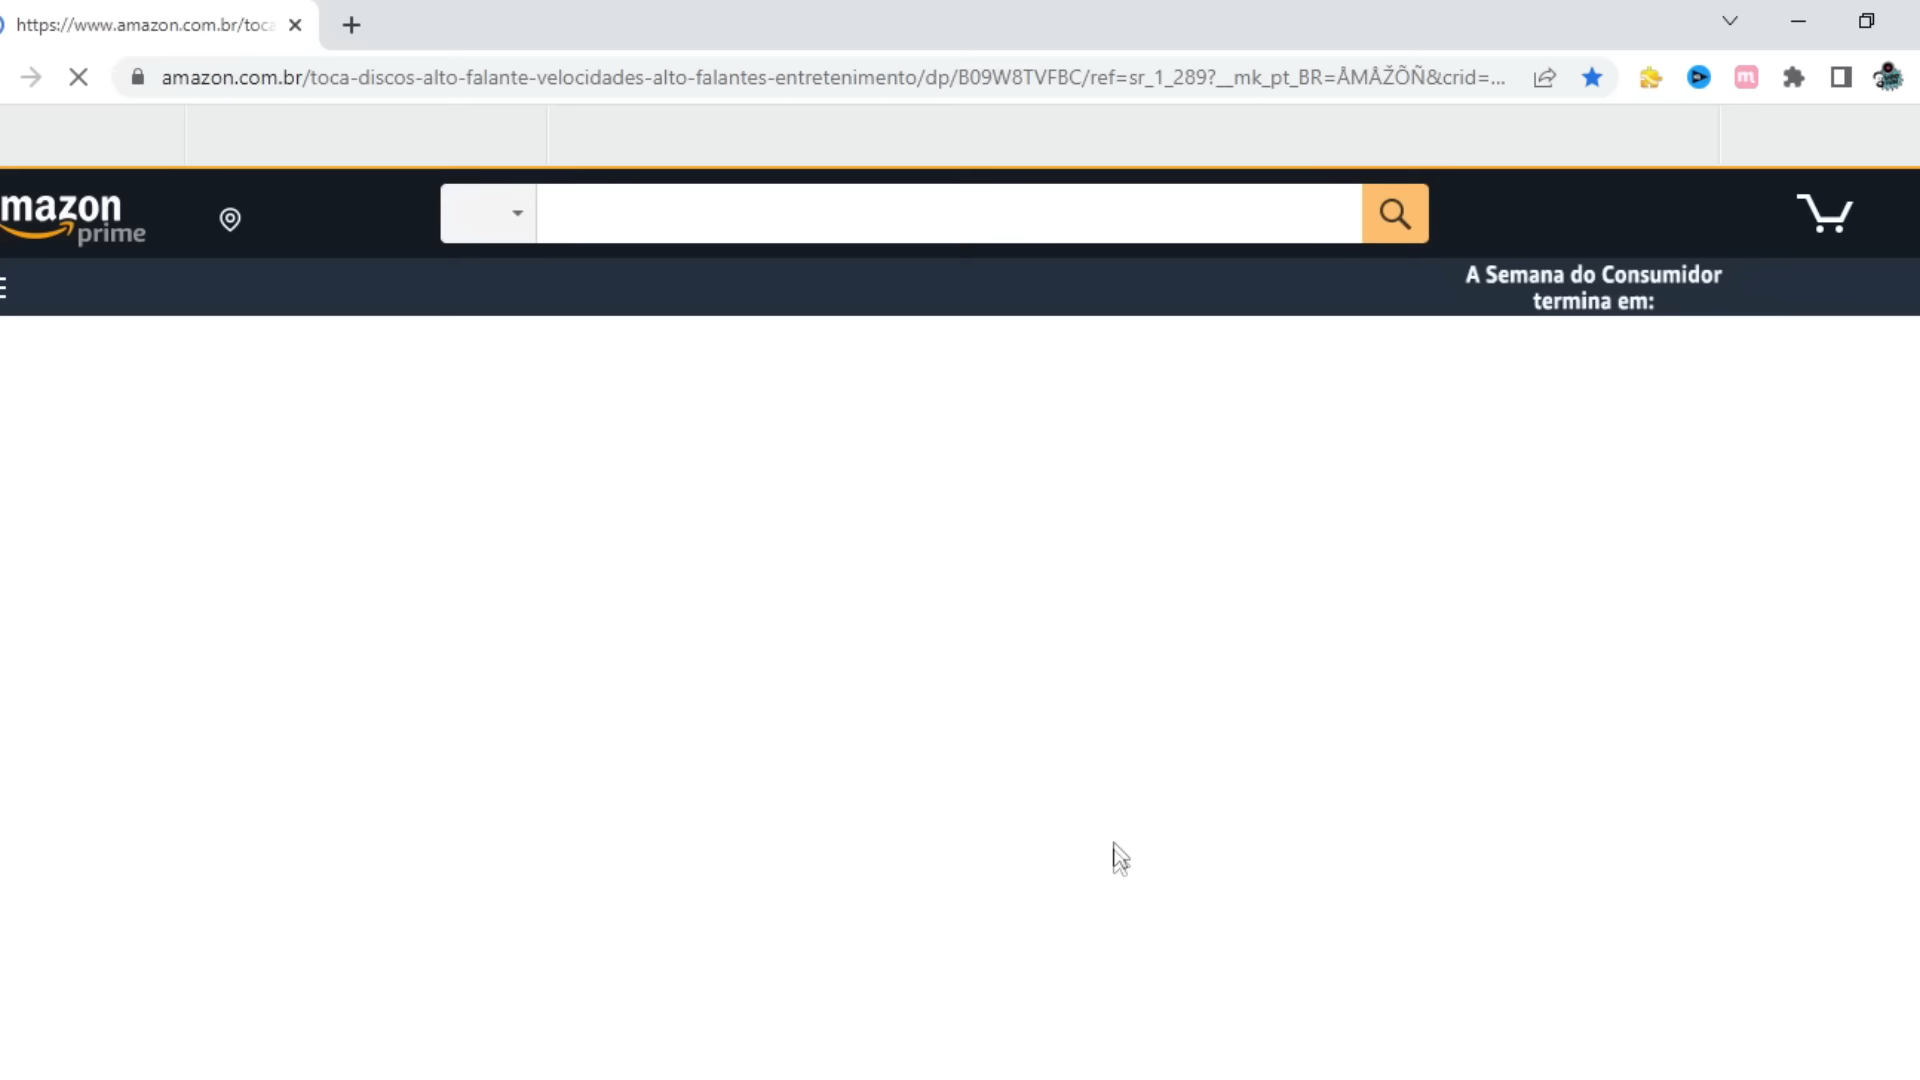 https://www.amazon.com.br/toca
amazon.com.br/toca-discos-alto-falante-velocidades-alto-falantes-entretenimento/dp/B09W8TVFBC/ref=sr_1_289?__mk_pt_BR=ÅMÅŽÕÑ&crid=...
m
mazon
prime
A Semana do Consumidor
termina em: